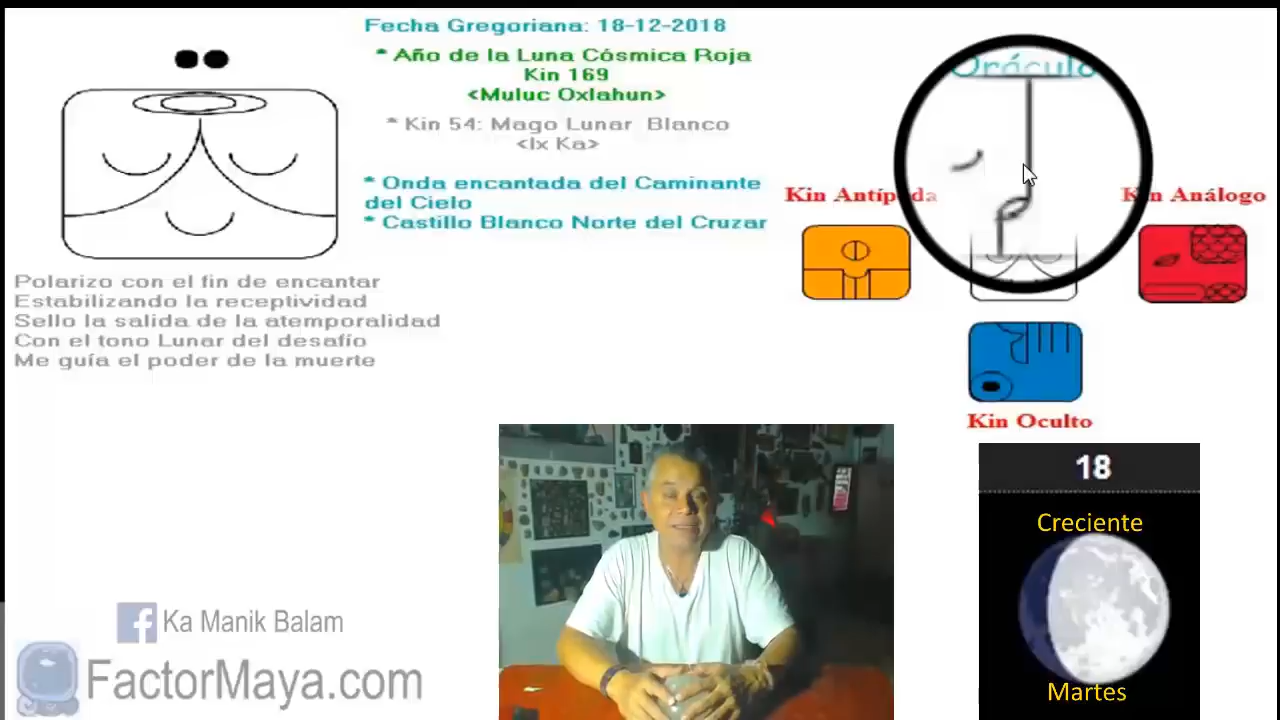 Fecha Gregoriana: 18-12-2018
* Año de la Luna Cósmica Roja
Kin 169
<Muluc Oxlahun>
* Kin 54: Mago Lunar Blanco
<Ix Ka>
* Onda encantada del Caminante
del Cielo
* Castillo Blanco Norte del Cruzar
Polarizo con el fin de encantar
Estabilizando la receptividad
Sello la salida de la atemporalidad
Con el tono Lunar del desafío
Me guía el poder de la muerte
Oráculo
Kin Antípoda
Kin Análogo
Kin Oculto
18
Creciente
Martes
Ka Manik Balam
FactorMaya.com